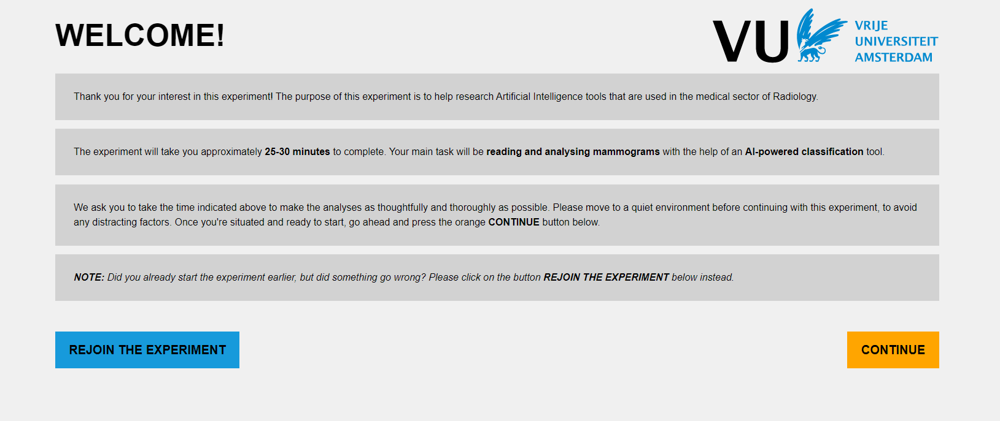 WELCOME!
VU
VRIJE
UNIVERSITEIT
AMSTERDAM
Thank you for your interest in this experiment! The purpose of this experiment is to help research Artificial Intelligence tools that are used in the medical sector of Radiology.
The experiment will take you approximately 25-30 minutes to complete. Your main task will be reading and analysing mammograms with the help of an AI-powered classification tool.
We ask you to take the time indicated above to make the analyses as thoughtfully and thoroughly as possible. Please move to a quiet environment before continuing with this experiment, to avoid
any distracting factors. Once you're situated and ready to start, go ahead and press the orange CONTINUE button below.
NOTE: Did you already start the experiment earlier, but did something go wrong? Please click on the button REJOIN THE EXPERIMENT below instead.
REJOIN THE EXPERIMENT
CONTINUE